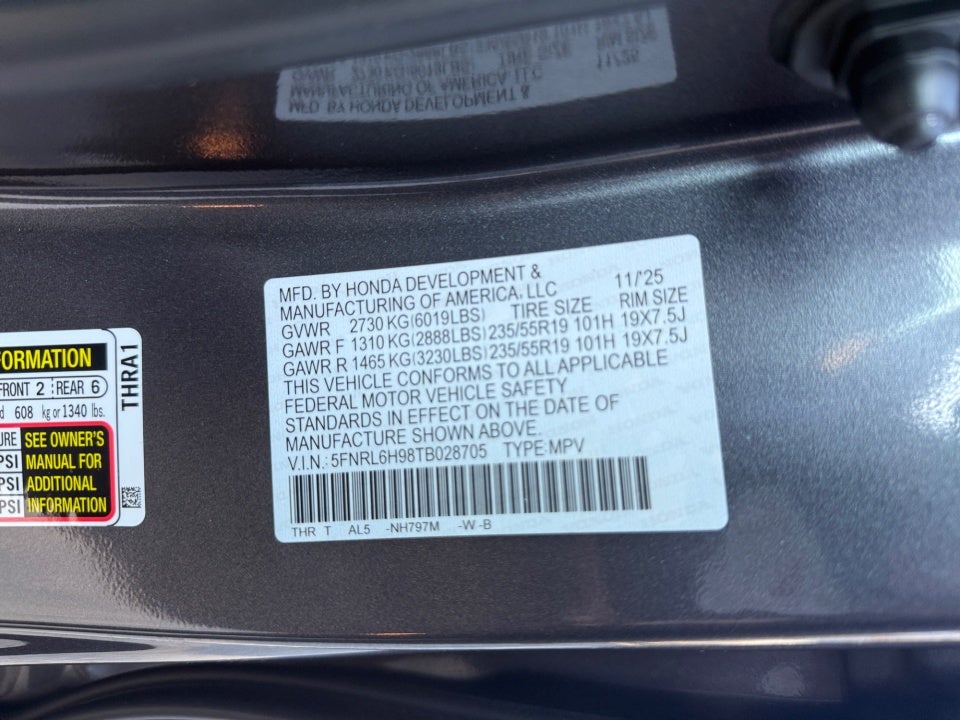 MFD. BY HONDA DEVELOPMENT &
MANUFACTURING OF AMERICA, LLC 11/'25
GVWR 2730 KG(6019LBS) TIRE SIZE RIM SIZE
GAWR F 1310 KG(2888LBS) 235/55R19 101H 19X7.5J
GAWR R 1465 KG(3230LBS) 235/55R19 101H 19X7.5J
THIS VEHICLE CONFORMS TO ALL APPLICABLE
FEDERAL MOTOR VEHICLE SAFETY
STANDARDS IN EFFECT ON THE DATE OF
MANUFACTURE SHOWN ABOVE.
V.I.N.:5FNRL6H98TB028705 TYPE:MPV
THR T AL5 -NH797M -W -B
FORMATION
FRONT 2 REAR 6
608 kg or 1340 lbs.
SEE OWNER'S
PSI MANUAL FOR
PSI ADDITIONAL
PSI INFORMATION
THRA1